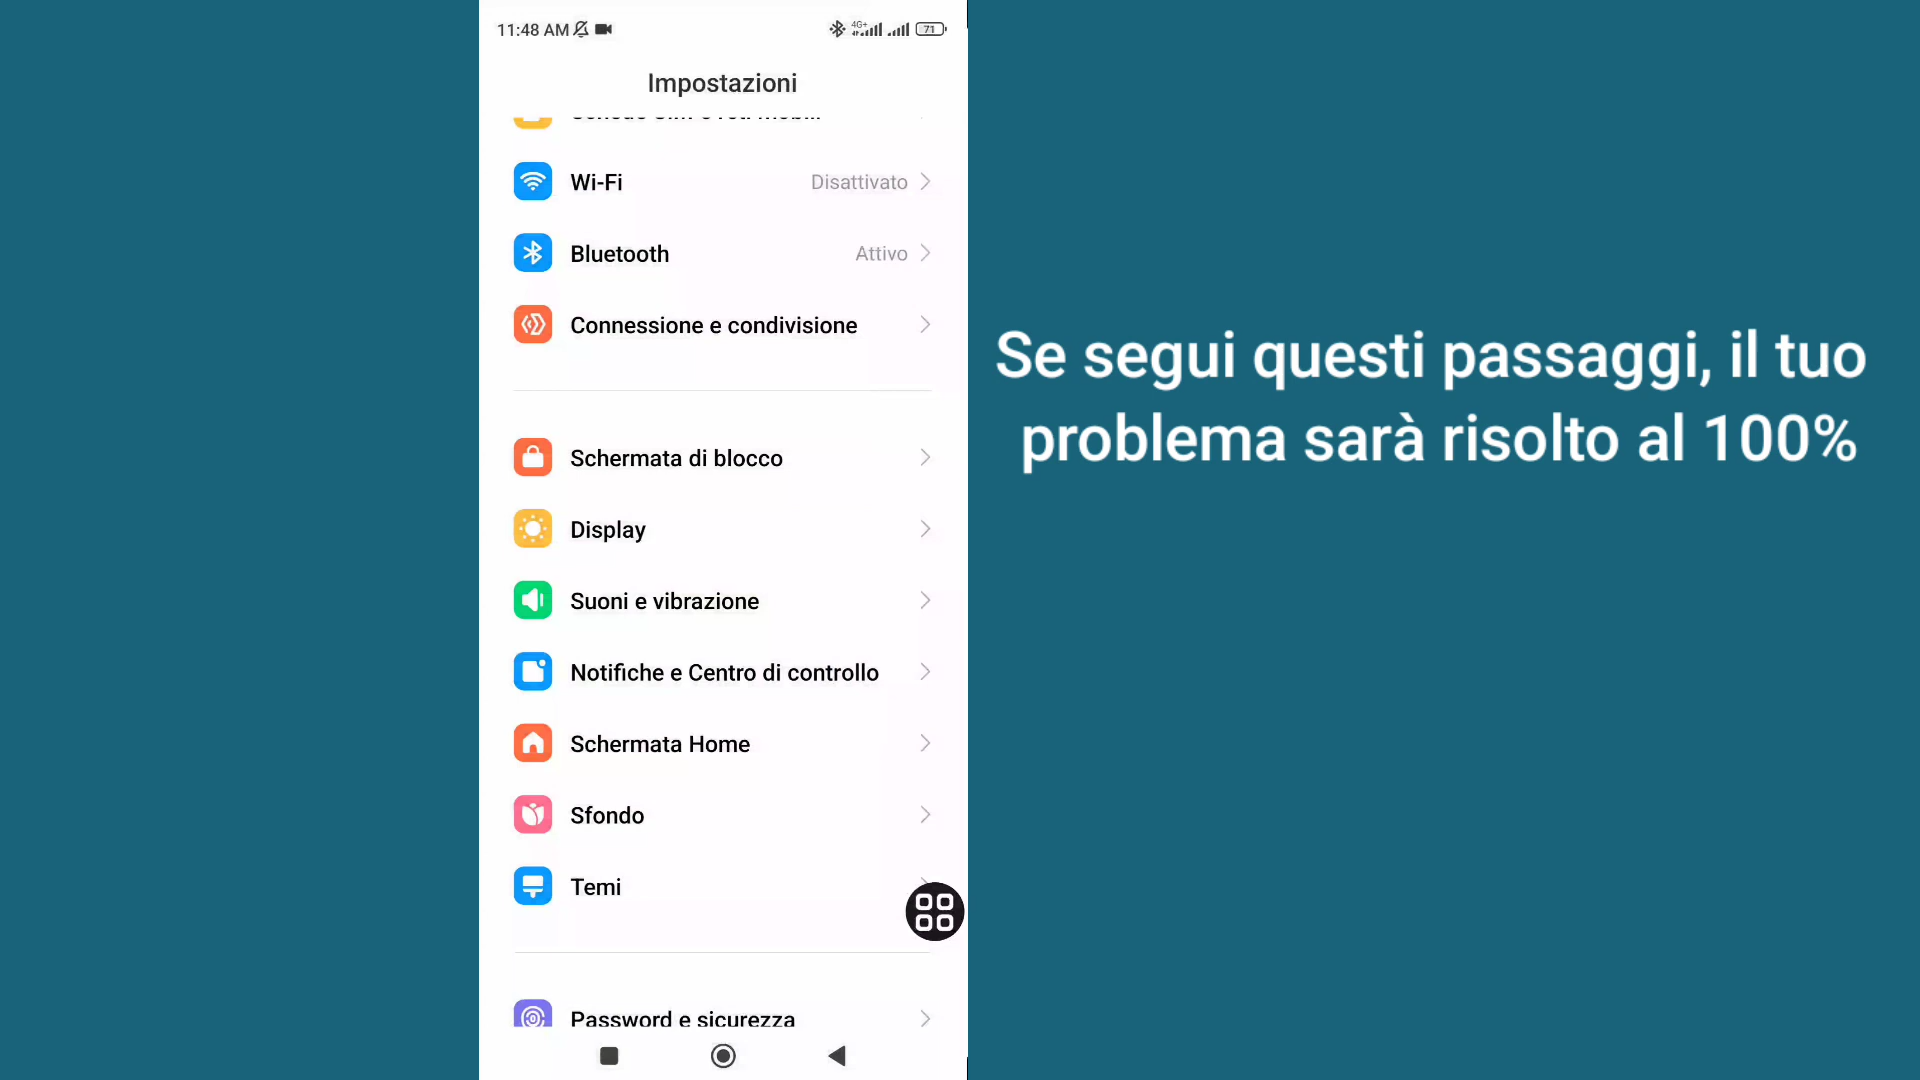 11:48 AM
4G+
71
Impostazioni
Wi-Fi
Disattivato
Bluetooth
Attivo
Connessione e condivisione
Schermata di blocco
Display
Suoni e vibrazione
Notifiche e Centro di controllo
Schermata Home
Sfondo
Temi
Password e sicurezza
Se segui questi passaggi, il tuo
problema sarà risolto al 100%